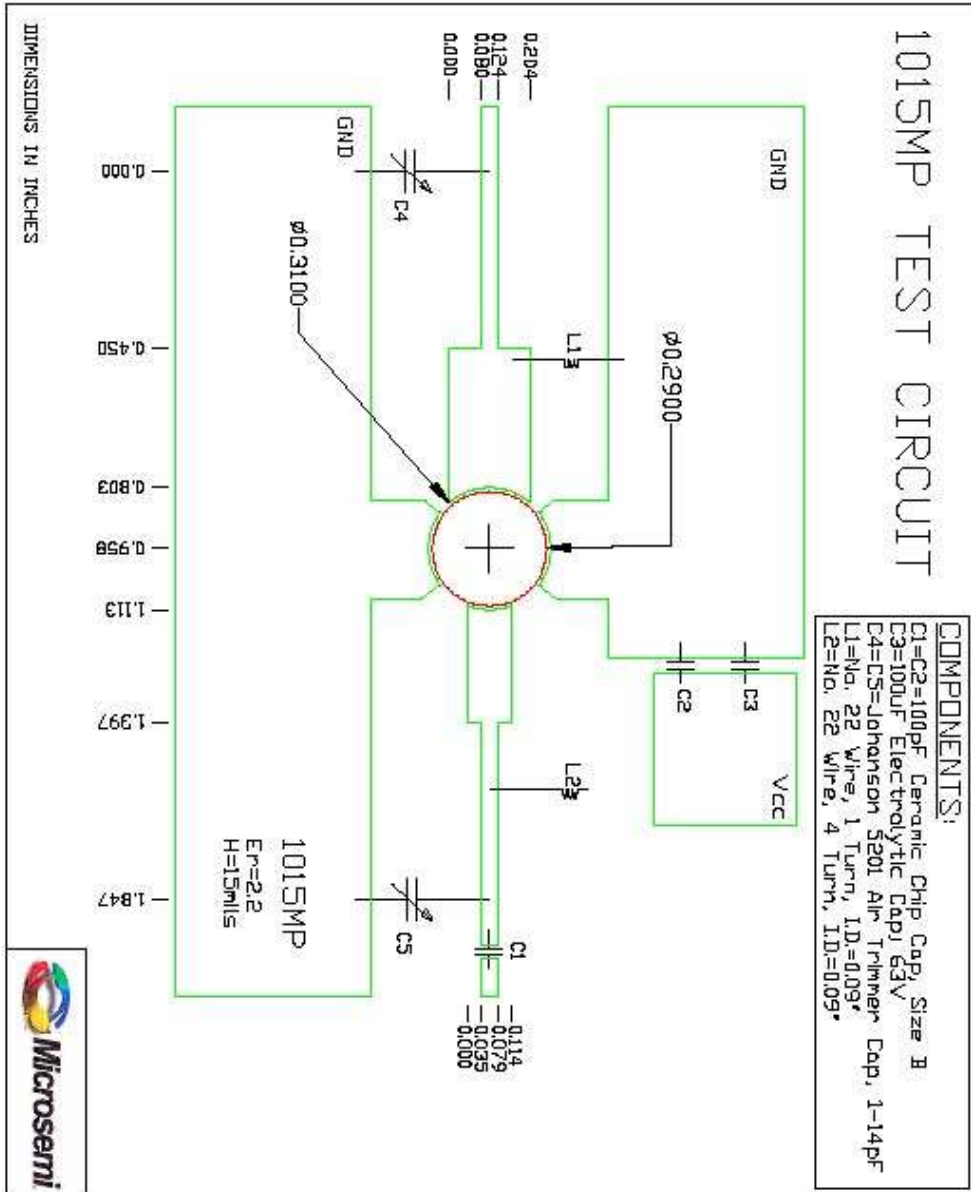 1015MP TEST CIRCUIT
COMPONENTS:
C1=C2=100pF Ceramic Chip Cap, Size B
C3=100uF Electrolytic Cap; 63V
C4=C5=Johanson 5201 Air Trimmer Cap, 1-14pF
L1=No. 22 Wire, 1 Turn, I.D.=0.09"
L2=No. 22 Wire, 4 Turn, I.D.=0.09"
GND
Vcc
C3
C2
ø0.2900
L1
L2
0.204
0.124
0.080
0.000
C1
0.114
0.079
0.035
0.000
GND
C4
C5
ø0.3100
1015MP
Er=2.2
H=15mils
0.000
0.450
0.803
0.958
1.113
1.397
1.847
DIMENSIONS IN INCHES
Microsemi